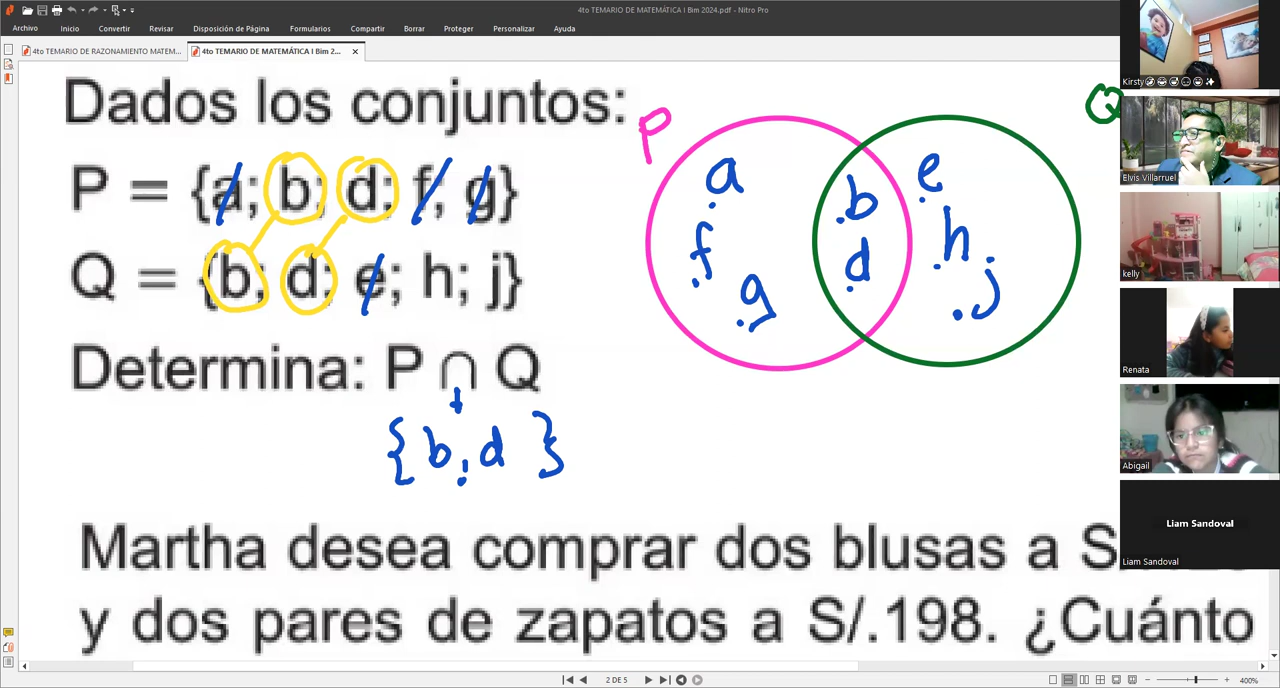 4to TEMARIO DE MATEMÁTICA I Bim 2024.pdf - Nitro Pro
Archivo Inicio Convertir Revisar Disposición de Página Formularios Compartir Borrar Proteger Personalizar Ayuda
4to TEMARIO DE RAZONAMIENTO MATEM... 4to TEMARIO DE MATEMÁTICA I Bim 2...
Dados los conjuntos:
P = {a; b; d; f; g}
Q = {b; d; e; h; j}
Determina: P ∩ Q
{b; d}
P Q
a b e
f d h
g j
Martha desea comprar dos blusas a S
y dos pares de zapatos a S/.198. ¿Cuánto
Kirsty
Elvis Villarruel
kelly
Renata
Abigail
Liam Sandoval
Liam Sandoval
2 DE 5
400%